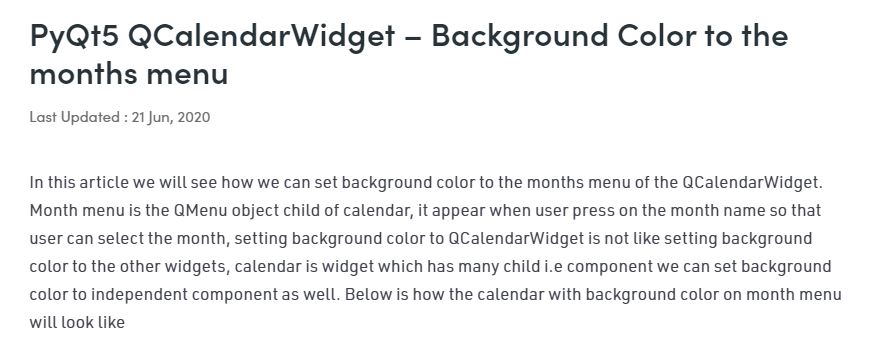 PyQt5 QCalendarWidget – Background Color to the
months menu
Last Updated : 21 Jun, 2020
In this article we will see how we can set background color to the months menu of the QCalendarWidget.
Month menu is the QMenu object child of calendar, it appear when user press on the month name so that
user can select the month, setting background color to QCalendarWidget is not like setting background
color to the other widgets, calendar is widget which has many child i.e component we can set background
color to independent component as well. Below is how the calendar with background color on month menu
will look like